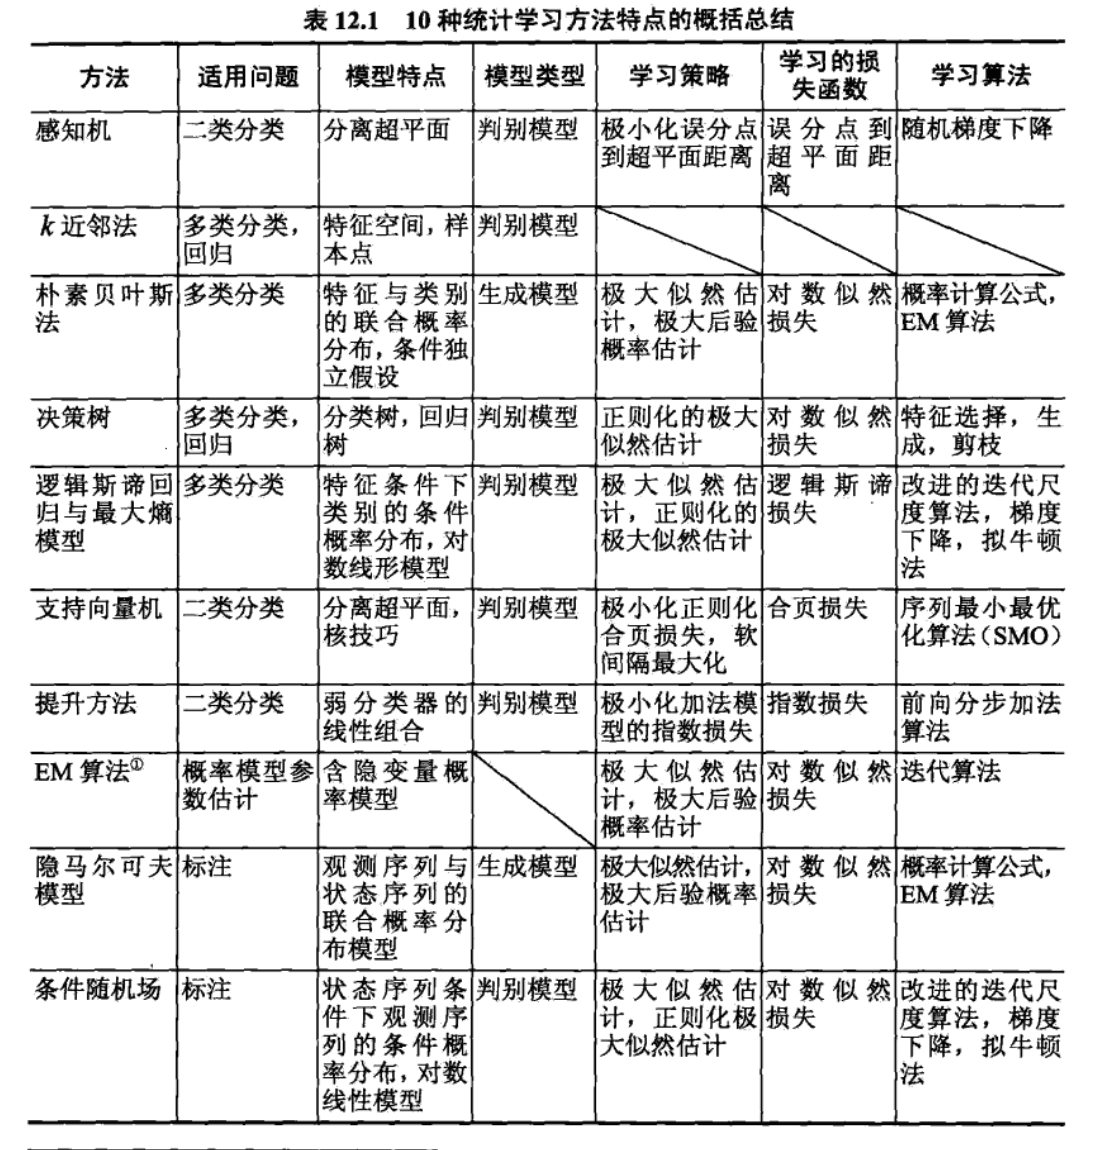 表 12.1 10 种统计学习方法特点的概括总结
方法 适用问题 模型特点 模型类型 学习策略 学习的损失函数 学习算法
感知机 二类分类 分离超平面 判别模型 极小化误分点到超平面距离 误分点到超平面距离 随机梯度下降
k 近邻法 多类分类，回归 特征空间，样本点 判别模型
朴素贝叶斯法 多类分类 特征与类别的联合概率分布，条件独立假设 生成模型 极大似然估计，极大后验概率估计 对数似然损失 概率计算公式，EM 算法
决策树 多类分类，回归 分类树，回归树 判别模型 正则化的极大似然估计 对数似然损失 特征选择，生成，剪枝
逻辑斯谛回归与最大熵模型 多类分类 特征条件下类别的条件概率分布，对数线形模型 判别模型 极大似然估计，正则化的极大似然估计 逻辑斯谛损失 改进的迭代尺度算法，梯度下降，拟牛顿法
支持向量机 二类分类 分离超平面，核技巧 判别模型 极小化正则化合页损失，软间隔最大化 合页损失 序列最小最优化算法（SMO）
提升方法 二类分类 弱分类器的线性组合 判别模型 极小化加法模型的指数损失 指数损失 前向分步加法算法
EM 算法① 概率模型参数估计 含隐变量概率模型 极大似然估计，极大后验概率估计 对数似然损失 迭代算法
隐马尔可夫模型 标注 观测序列与状态序列的联合概率分布模型 生成模型 极大似然估计，极大后验概率估计 对数似然损失 概率计算公式，EM 算法
条件随机场 标注 状态序列条件下观测序列的条件概率分布，对数线性模型 判别模型 极大似然估计，正则化极大似然估计 对数似然损失 改进的迭代尺度算法，梯度下降，拟牛顿法